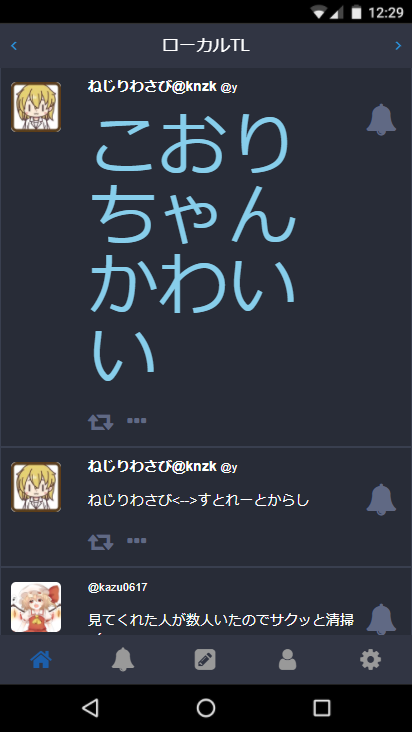 12:29
ローカルTL
ねじりわさび@knzk @y
こおり
ちゃん
かわい
い
ねじりわさび@knzk @y
ねじりわさび<-->すとれーとからし
@kazu0617
見てくれた人が数人いたのでサクッと清掃